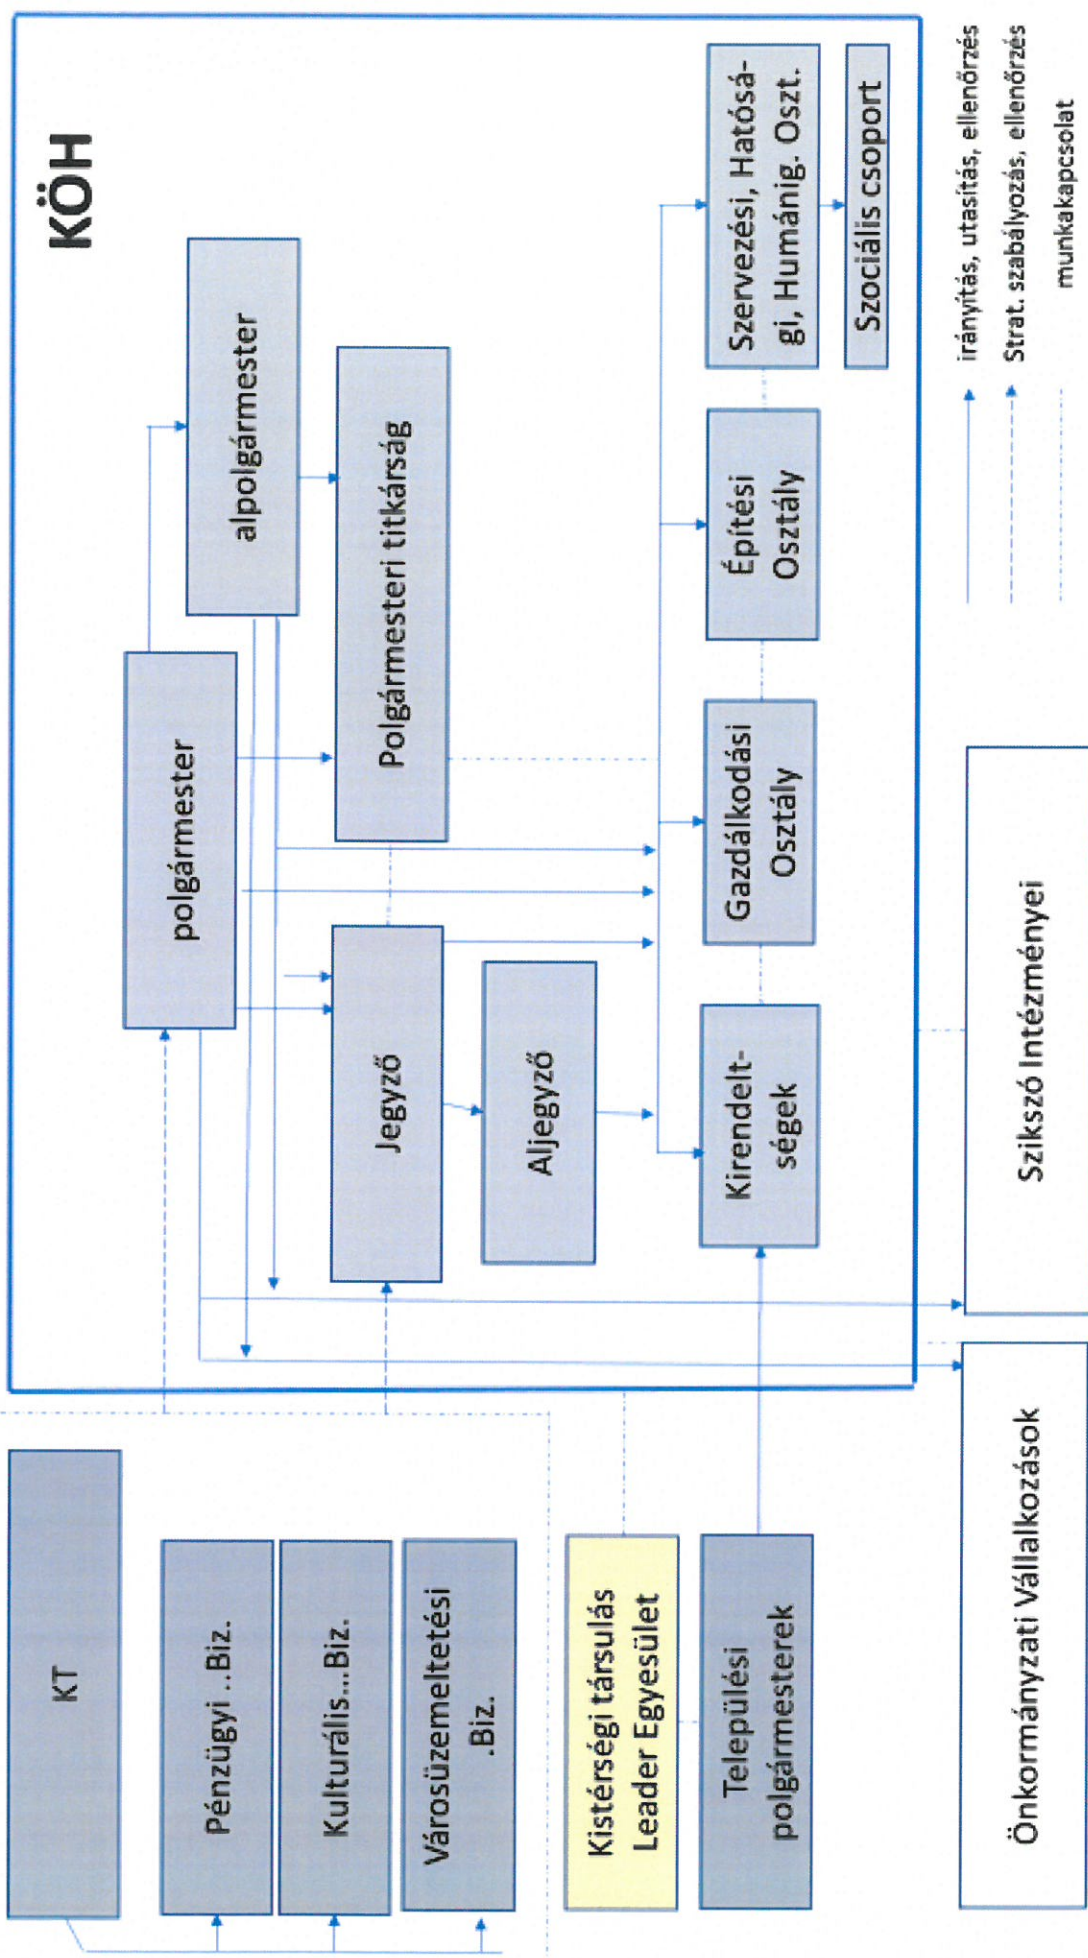 KÖH
KT
Pénzügyi ..Biz.
Kulturális...Biz.
Városüzemeltetési
.Biz.
Kistérségi társulás
Leader Egyesület
Települési
polgármesterek
polgármester
alpolgármester
Polgármesteri titkárság
Jegyző
Aljegyző
Kirendelt-
ségek
Gazdálkodási
Osztály
Építési
Osztály
Szervezési, Hatósá-
gi, Humánig. Oszt.
Szociális csoport
Önkormányzati Vállalkozások
Szikszó Intézményei
irányítás, utasítás, ellenőrzés
Strat. szabályozás, ellenőrzés
munkakapcsolat